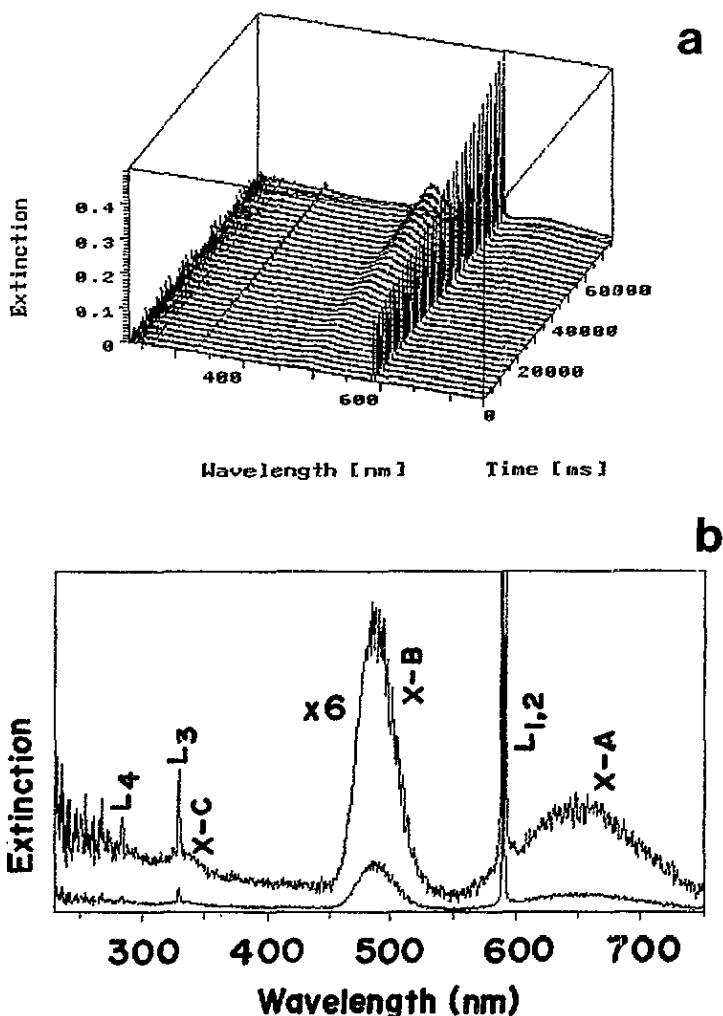 a
Extinction
0.4
0.3
0.2
0.1
0
400
600
0
20000
40000
60000
Wavelength [nm]
Time [ms]
b
Extinction
L4
L3
X-C
x6
X-B
L1,2
X-A
300 400 500 600 700
Wavelength (nm)